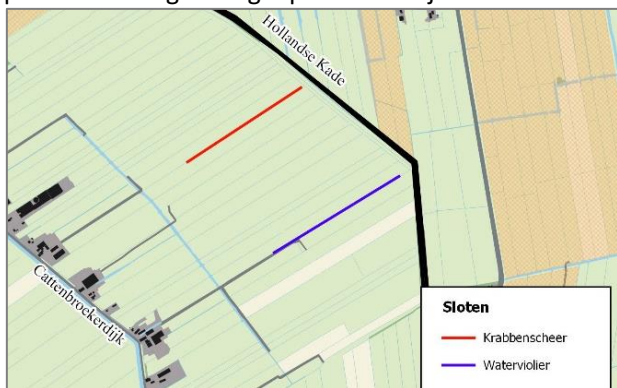 Hollandse Kade
Cattenbroekerdijk
Sloten
Krabbenscheer
Waterviolier